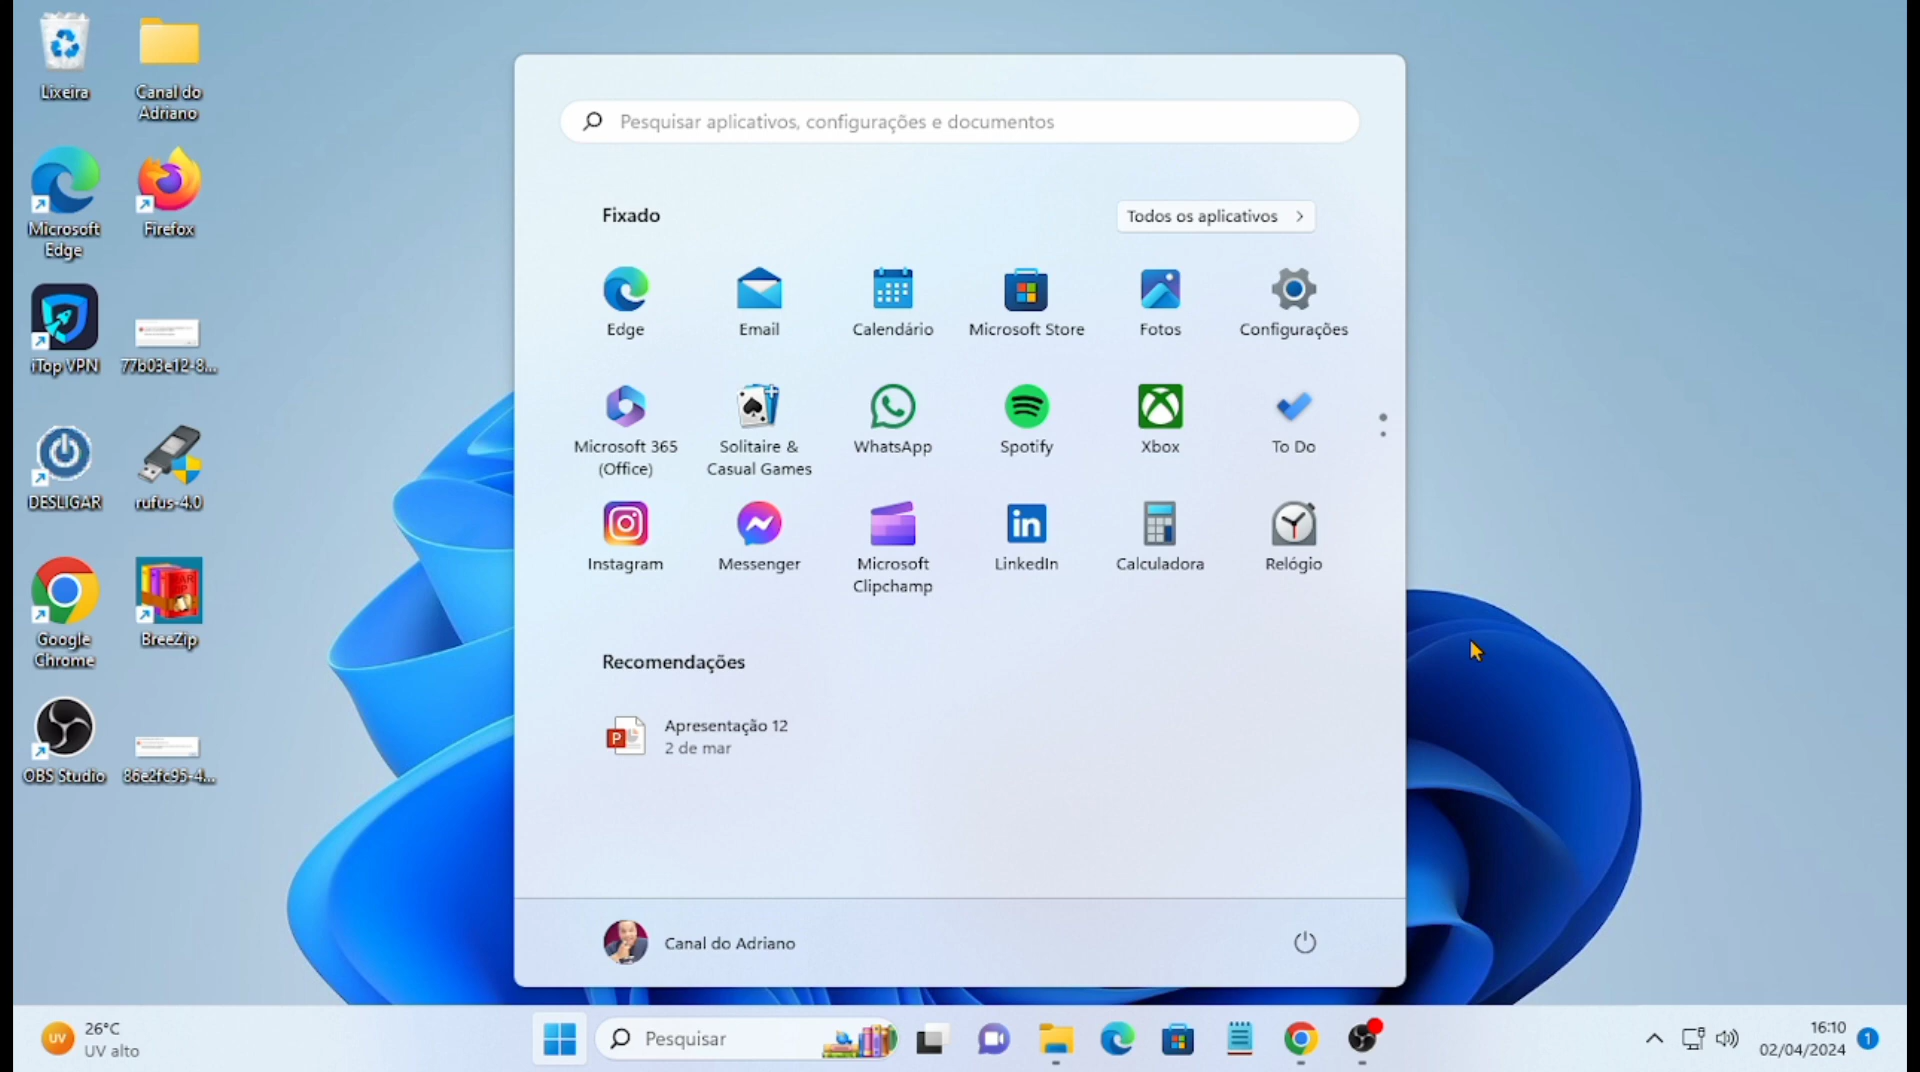 Lixeira
Canal do
Adriano
Microsoft
Edge
Firefox
iTop VPN
77b03e12-8...
DESLIGAR
rufus-4.0
Google
Chrome
BreeZip
OBS Studio
86e2fc95-4...
Pesquisar aplicativos, configurações e documentos
Fixado
Todos os aplicativos
Edge
Email
Calendário
Microsoft Store
Fotos
Configurações
Microsoft 365
(Office)
Solitaire &
Casual Games
WhatsApp
Spotify
Xbox
To Do
Instagram
Messenger
Microsoft
Clipchamp
LinkedIn
Calculadora
Relógio
Recomendações
Apresentação 12
2 de mar
Canal do Adriano
UV
26°C
UV alto
Pesquisar
16:10
02/04/2024
1